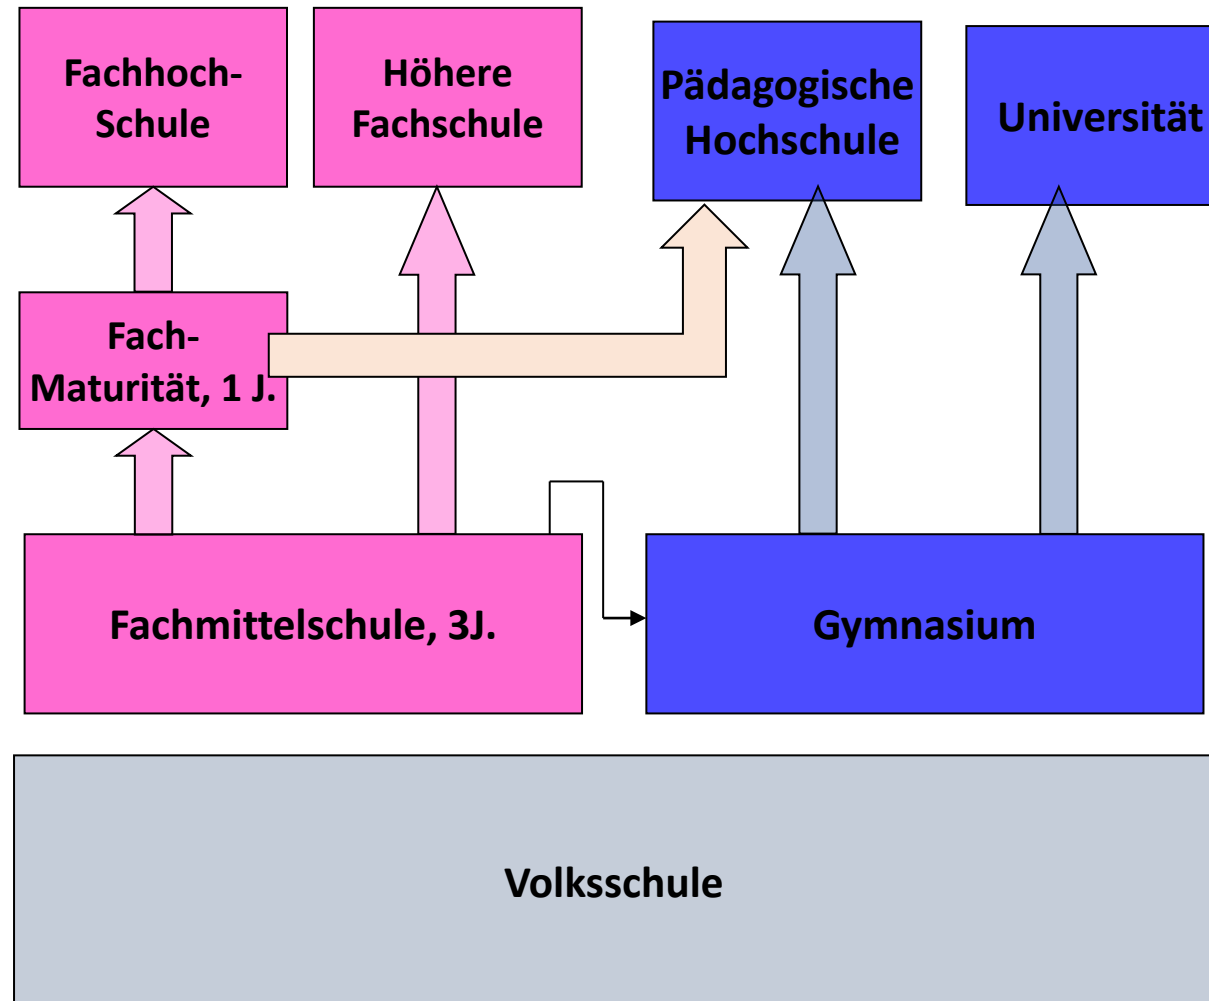 Fachhoch-
Schule
Höhere
Fachschule
Pädagogische
Hochschule
Universität
Fach-
Maturität, 1 J.
Fachmittelschule, 3J.
Gymnasium
Volksschule